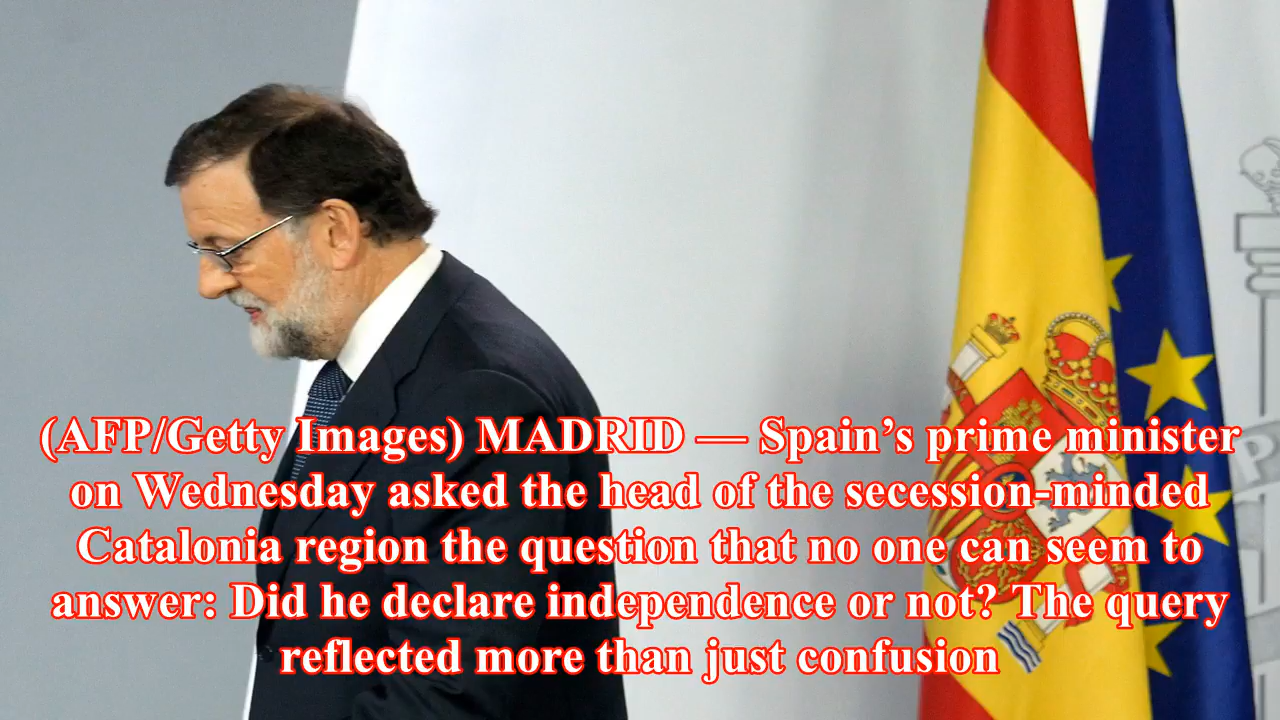 (AFP/Getty Images) MADRID — Spain’s prime minister
on Wednesday asked the head of the secession-minded
Catalonia region the question that no one can seem to
answer: Did he declare independence or not? The query
reflected more than just confusion